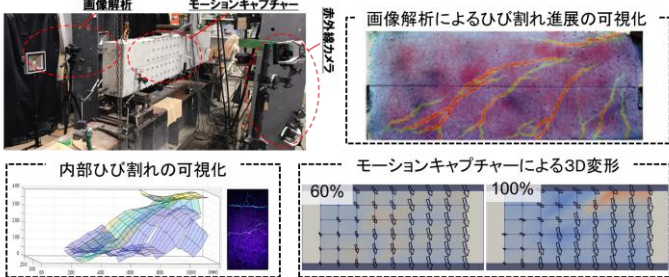 画像解析
モーションキャプチャー
赤外線カメラ
画像解析によるひび割れ進展の可視化
内部ひび割れの可視化
モーションキャプチャーによる3D変形
60%
100%